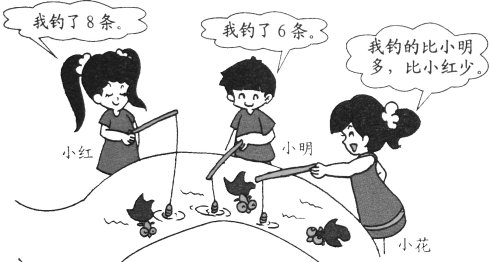 我钓了8条。
我钓了6条。
我钓的比小明
多，比小红少。
小红
小明
小花